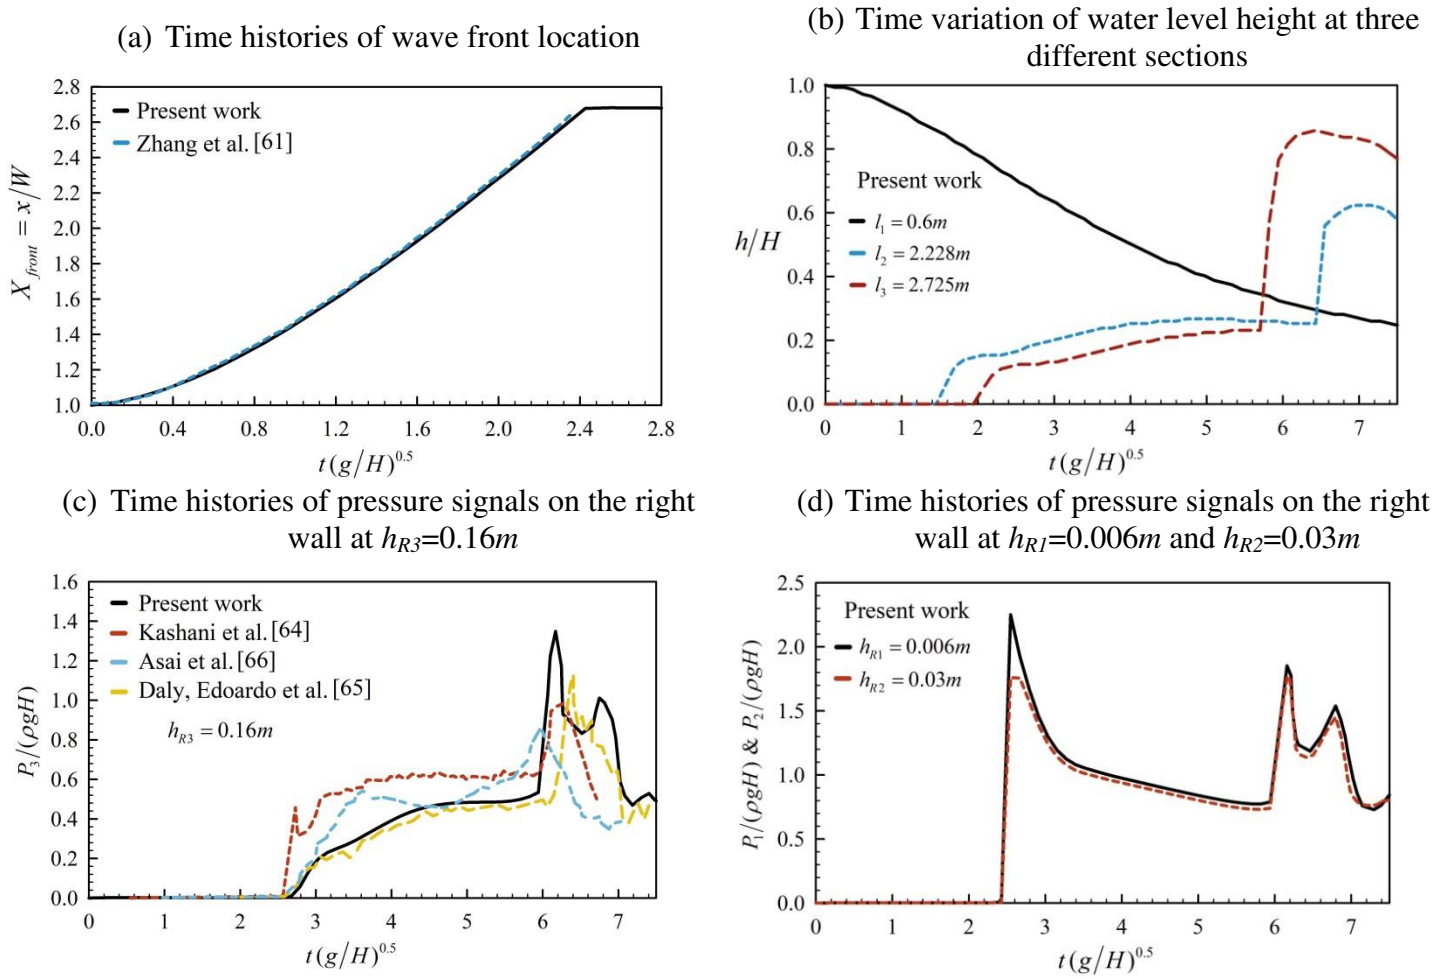 (a) Time histories of wave front location
2.8
2.6
2.4
2.2
2.0
1.8
1.6
1.4
1.2
1.0
X front = x/W
Present work
Zhang et al. [61]
0.0 0.4 0.8 1.2 1.6 2.0 2.4 2.8
t (g/H)^0.5
(b) Time variation of water level height at three
different sections
1.0
0.8
0.6
0.4
0.2
0.0
h/H
Present work
l1 = 0.6m
l2 = 2.228m
l3 = 2.725m
0 1 2 3 4 5 6 7
t (g/H)^0.5
(c) Time histories of pressure signals on the right
wall at hR3=0.16m
1.6
1.4
1.2
1.0
0.8
0.6
0.4
0.2
0.0
P3/(ρgH)
Present work
Kashani et al. [64]
Asai et al. [66]
Daly, Edoardo et al. [65]
hR3 = 0.16m
0 1 2 3 4 5 6 7
t (g/H)^0.5
(d) Time histories of pressure signals on the right
wall at hR1=0.006m and hR2=0.03m
2.5
2.0
1.5
1.0
0.5
0.0
P1/(ρgH) & P2/(ρgH)
Present work
hR1 = 0.006m
hR2 = 0.03m
0 1 2 3 4 5 6 7
t (g/H)^0.5